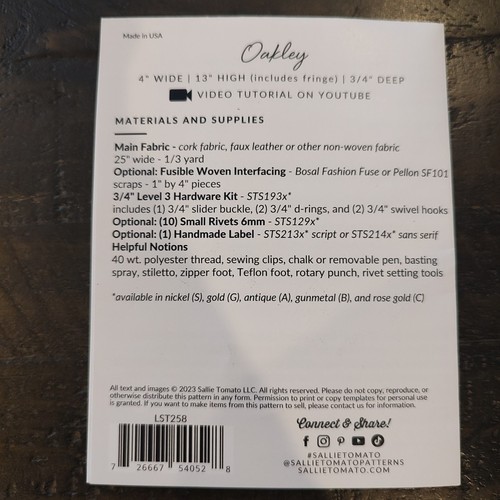 Made in USA
Oakley
4" WIDE | 13" HIGH (includes fringe) | 3/4" DEEP
VIDEO TUTORIAL ON YOUTUBE
MATERIALS AND SUPPLIES
Main Fabric - cork fabric, faux leather or other non-woven fabric
25" wide - 1/3 yard
Optional: Fusible Woven Interfacing - Bosal Fashion Fuse or Pellon SF101
scraps - 1" by 4" pieces
3/4" Level 3 Hardware Kit - STS193x*
includes (1) 3/4" slider buckle, (2) 3/4" d-rings, and (2) 3/4" swivel hooks
Optional: (10) Small Rivets 6mm - STS129x*
Optional: (1) Handmade Label - STS213x* script or STS214x* sans serif
Helpful Notions
40 wt. polyester thread, sewing clips, chalk or removable pen, basting
spray, stiletto, zipper foot, Teflon foot, rotary punch, rivet setting tools
*available in nickel (S), gold (G), antique (A), gunmetal (B), and rose gold (C)
All text and images © 2023 Sallie Tomato LLC. All rights reserved. Please do not copy, reproduce, or
otherwise distribute this pattern in any form. Permission to print or copy templates for personal use
is granted. If you want to make items from this pattern to sell, please contact us for information.
LST258
7 26667 54052 8
Connect & Share!
#SALLIETOMATO
@SALLIETOMATOPATTERNS
SALLIETOMATO.COM